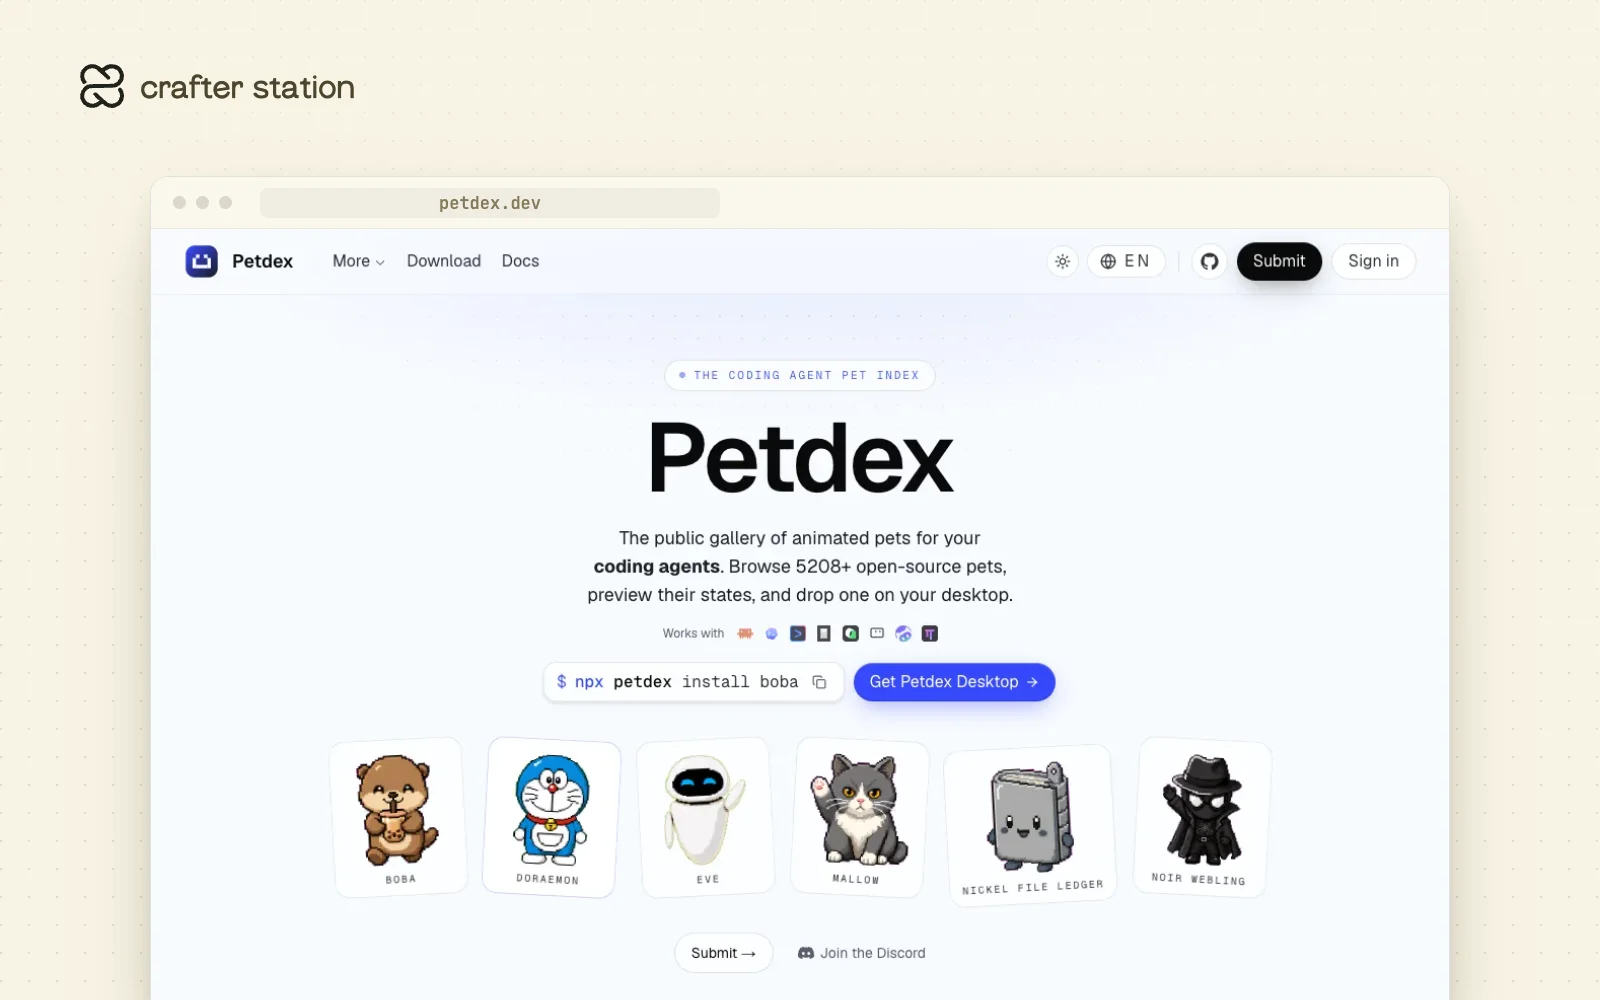 crafter station
petdex.dev
Petdex
More
Download
Docs
EN
Submit
Sign in
THE CODING AGENT PET INDEX
Petdex
The public gallery of animated pets for your
coding agents. Browse 5208+ open-source pets,
preview their states, and drop one on your desktop.
Works with
$ npx petdex install boba
Get Petdex Desktop →
BOBA
DORAEMON
EVE
MALLOW
NICKEL FILE LEDGER
NOIR WEBLING
Submit →
Join the Discord